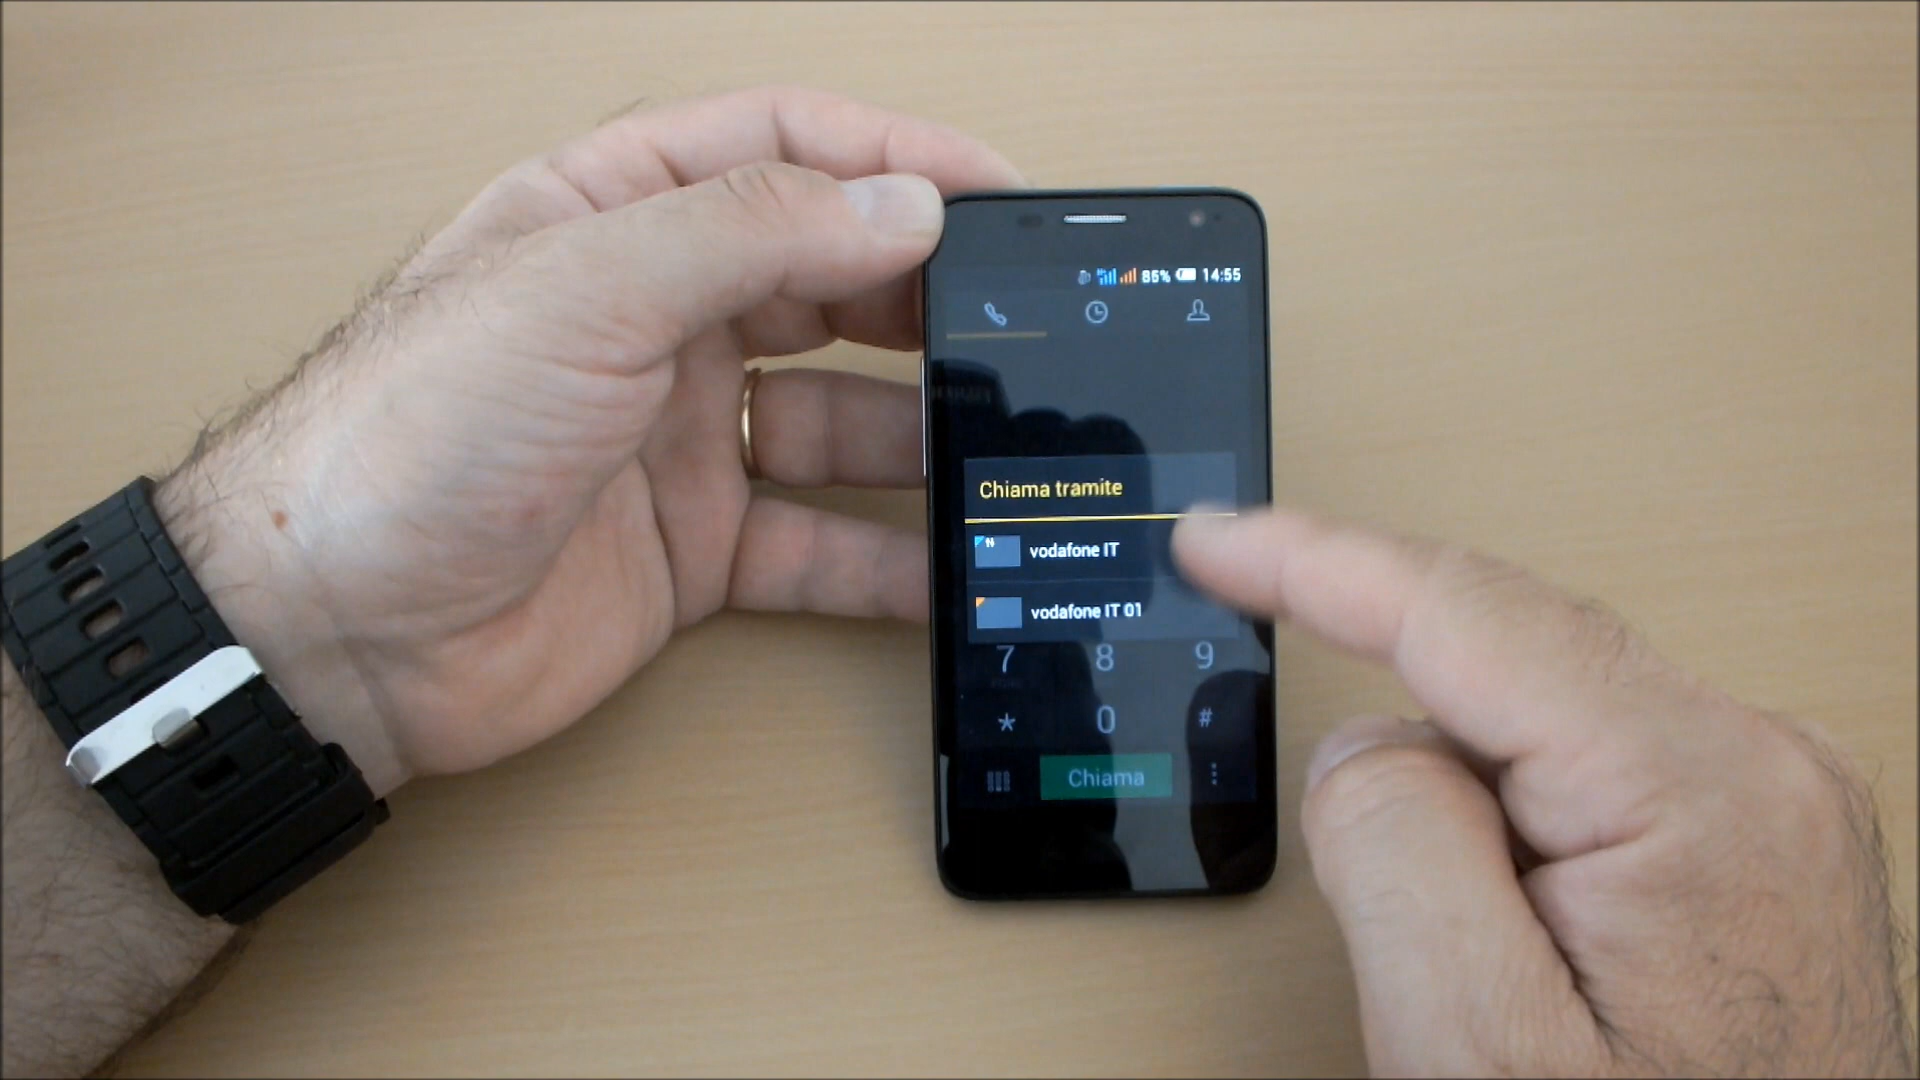 85% 14:55
Chiama tramite
vodafone IT
vodafone IT 01
7 8 9
* 0 #
Chiama